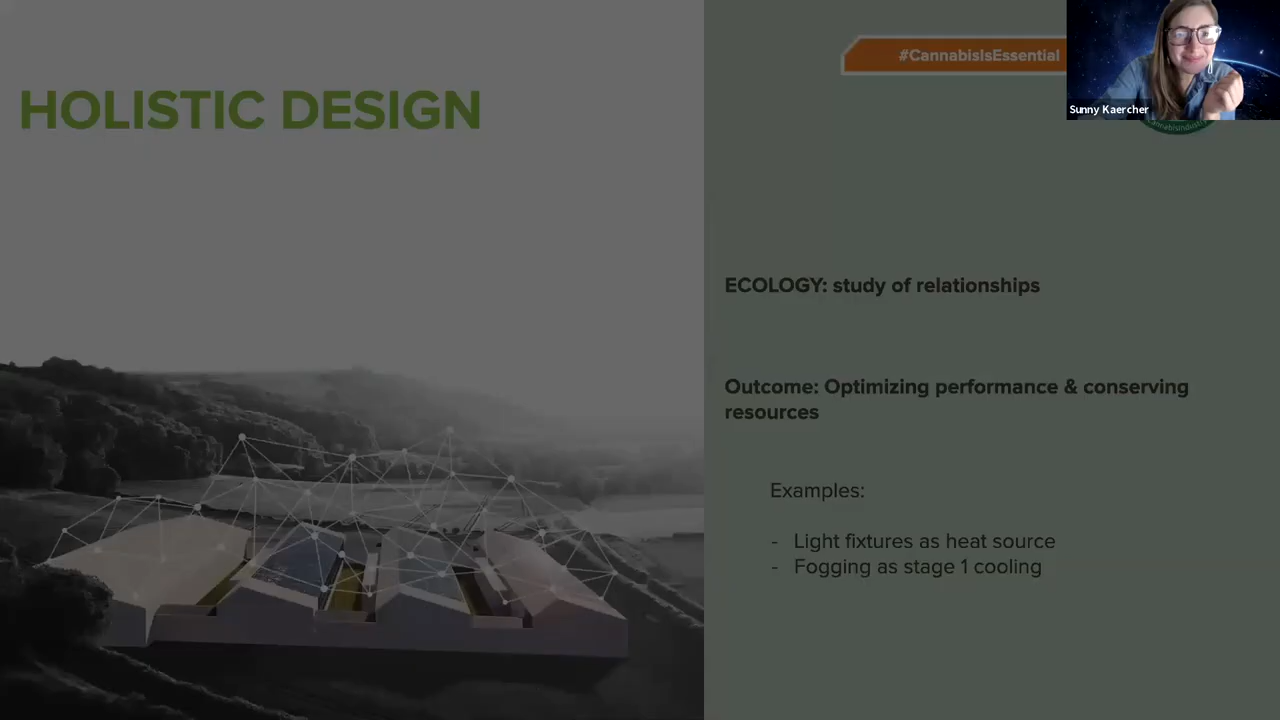 HOLISTIC DESIGN
#CannabisIsEssential
Sunny Kaercher
CannabisIndustry
ECOLOGY: study of relationships
Outcome: Optimizing performance & conserving
resources
Examples:
- Light fixtures as heat source
- Fogging as stage 1 cooling